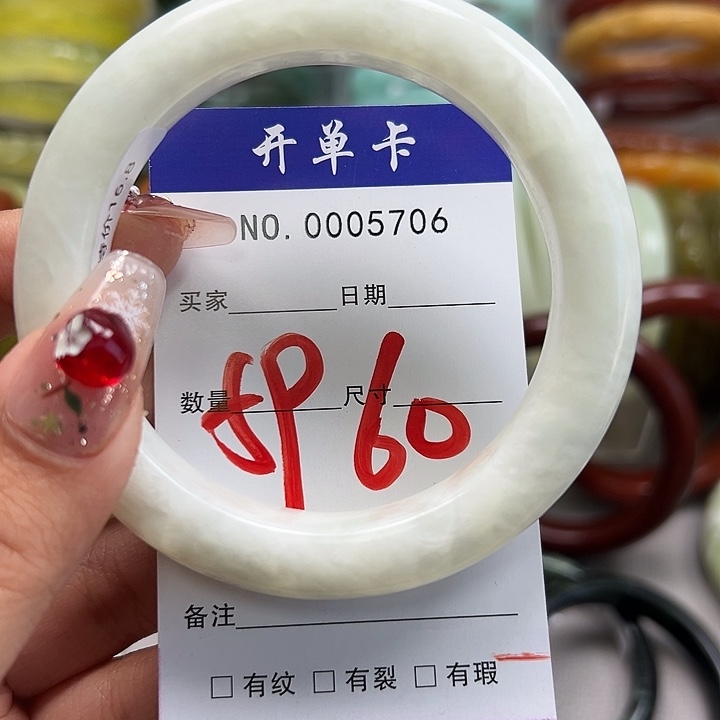 开单卡
NO. 0005706
买家 日期
数量 尺寸
60
备注
□ 有纹 □ 有裂 □ 有瑕